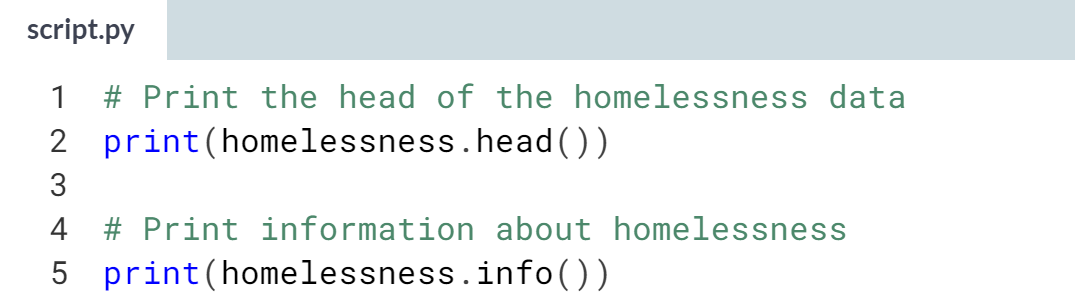 script.py
1 # Print the head of the homelessness data
2 print(homelessness.head())
3
4 # Print information about homelessness
5 print(homelessness.info())